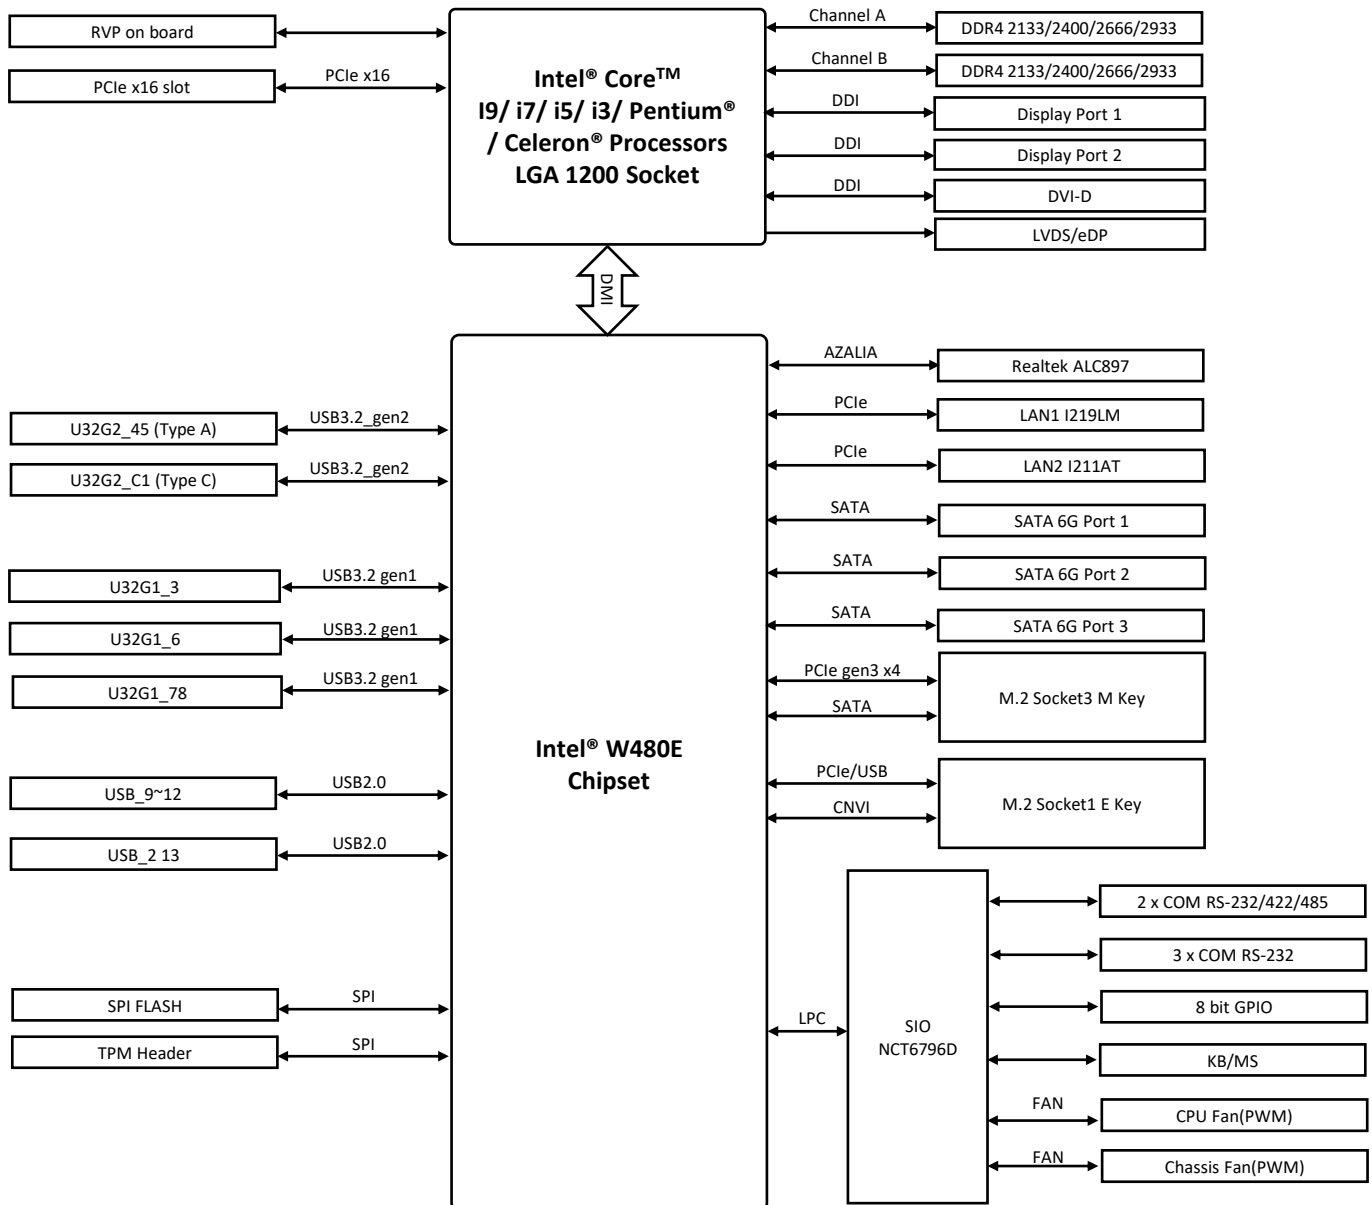 RVP on board
PCIe x16 slot
PCIe x16
Intel® Core™
I9/ i7/ i5/ i3/ Pentium®
/ Celeron® Processors
LGA 1200 Socket
Channel A
DDR4 2133/2400/2666/2933
Channel B
DDR4 2133/2400/2666/2933
DDI
Display Port 1
DDI
Display Port 2
DDI
DVI-D
LVDS/eDP
DMI
U32G2_45 (Type A)
USB3.2_gen2
U32G2_C1 (Type C)
USB3.2_gen2
U32G1_3
USB3.2 gen1
U32G1_6
USB3.2 gen1
U32G1_78
USB3.2 gen1
USB_9~12
USB2.0
USB_2 13
USB2.0
SPI FLASH
SPI
TPM Header
SPI
Intel® W480E
Chipset
AZALIA
Realtek ALC897
PCIe
LAN1 I219LM
PCIe
LAN2 I211AT
SATA
SATA 6G Port 1
SATA
SATA 6G Port 2
SATA
SATA 6G Port 3
PCIe gen3 x4
SATA
M.2 Socket3 M Key
PCIe/USB
CNVI
M.2 Socket1 E Key
LPC
SIO
NCT6796D
2 x COM RS-232/422/485
3 x COM RS-232
8 bit GPIO
KB/MS
FAN
CPU Fan(PWM)
FAN
Chassis Fan(PWM)